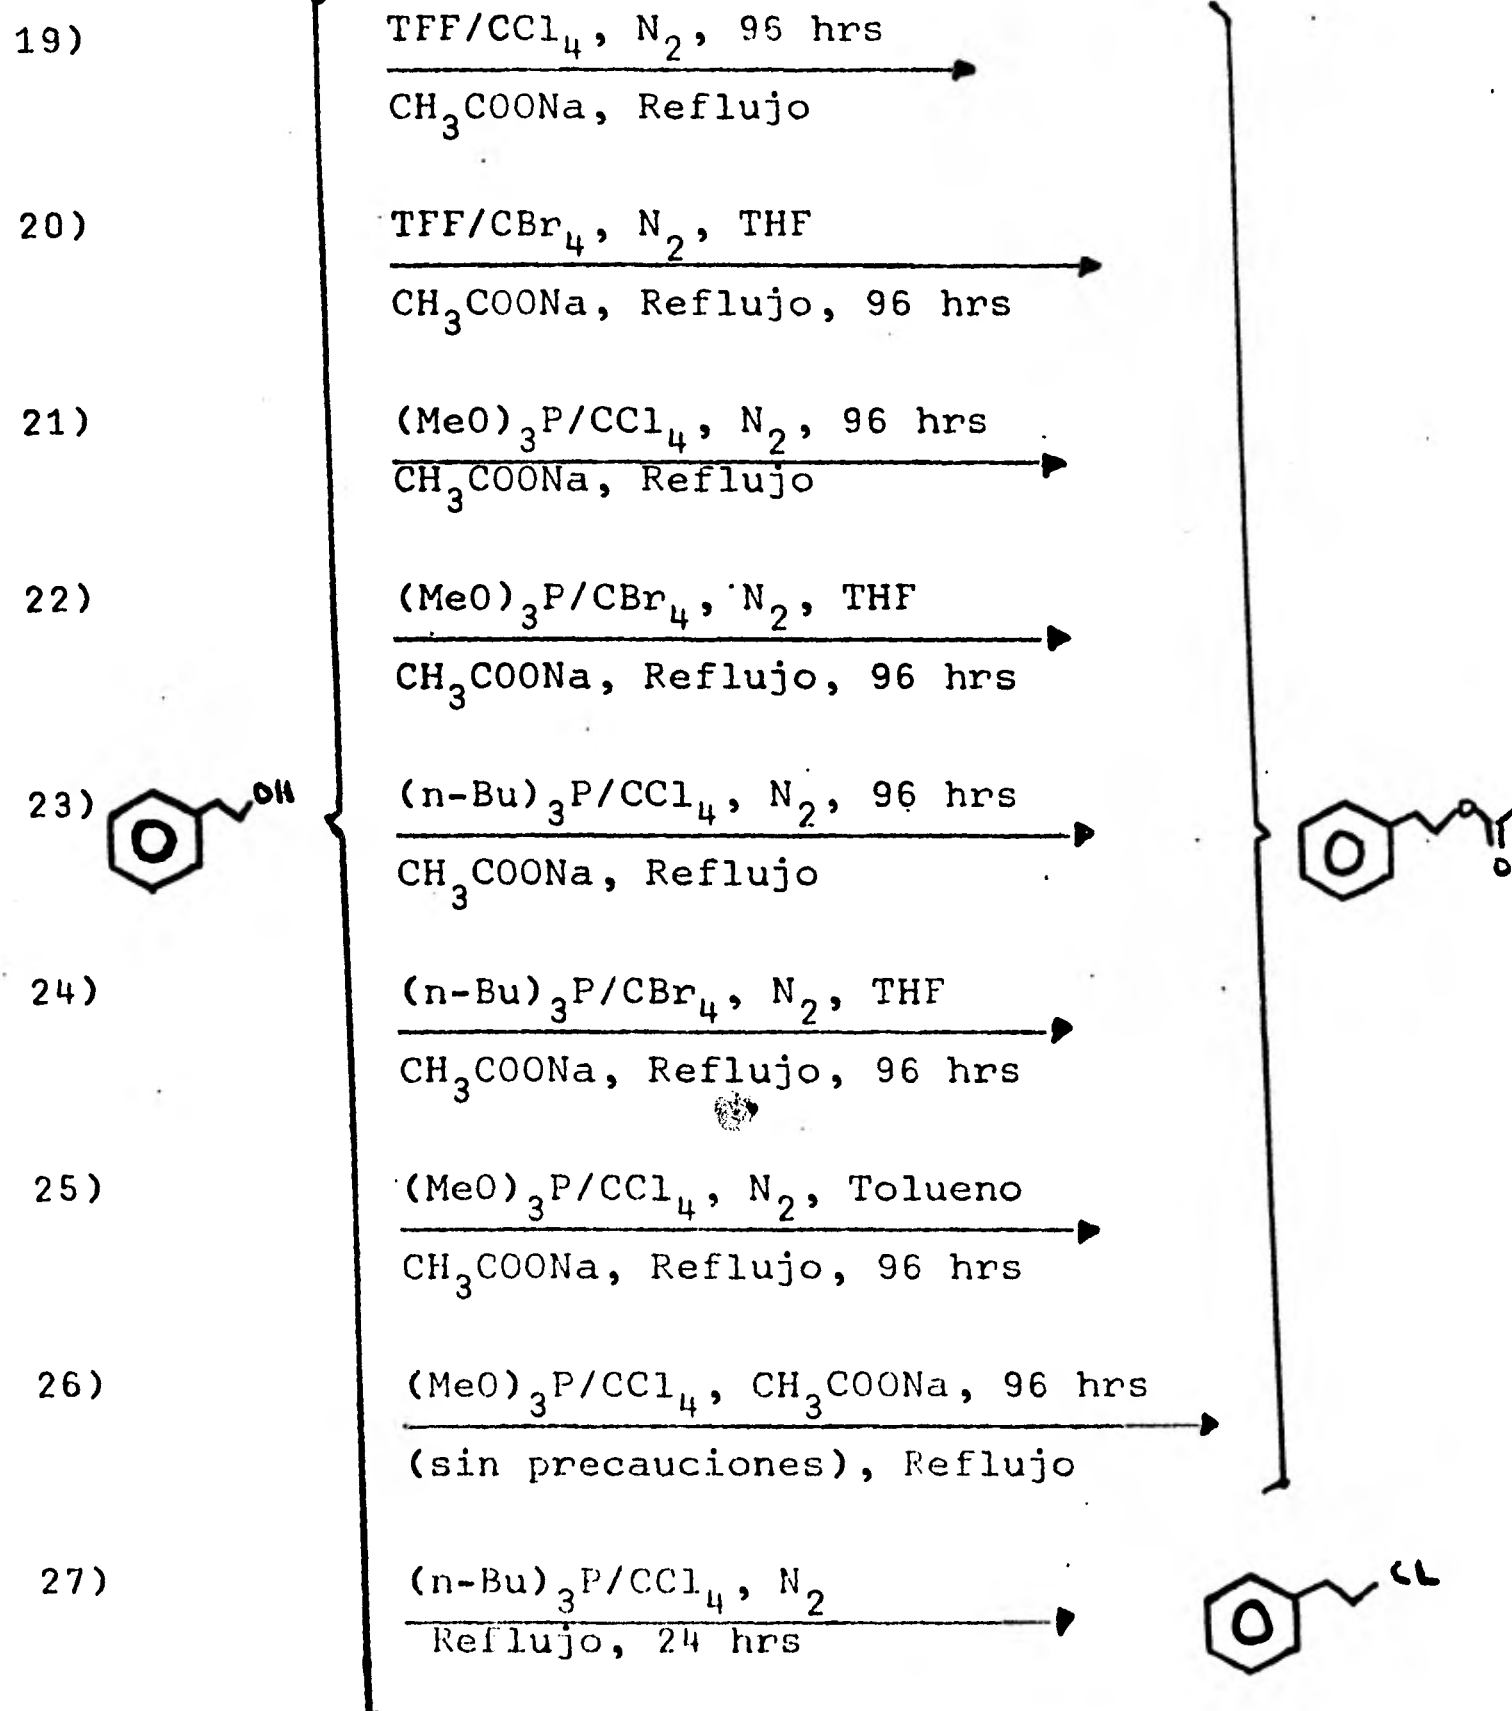 19) TFF/CCl₄, N₂, 96 hrs
CH₃COONa, Reflujo
20) TFF/CBr₄, N₂, THF
CH₃COONa, Reflujo, 96 hrs
21) (MeO)₃P/CCl₄, N₂, 96 hrs
CH₃COONa, Reflujo
22) (MeO)₃P/CBr₄, N₂, THF
CH₃COONa, Reflujo, 96 hrs
23) OH (n-Bu)₃P/CCl₄, N₂, 96 hrs O
CH₃COONa, Reflujo O
24) (n-Bu)₃P/CBr₄, N₂, THF
CH₃COONa, Reflujo, 96 hrs
25) (MeO)₃P/CCl₄, N₂, Tolueno
CH₃COONa, Reflujo, 96 hrs
26) (MeO)₃P/CCl₄, CH₃COONa, 96 hrs
(sin precauciones), Reflujo
27) (n-Bu)₃P/CCl₄, N₂ CL
Reflujo, 24 hrs